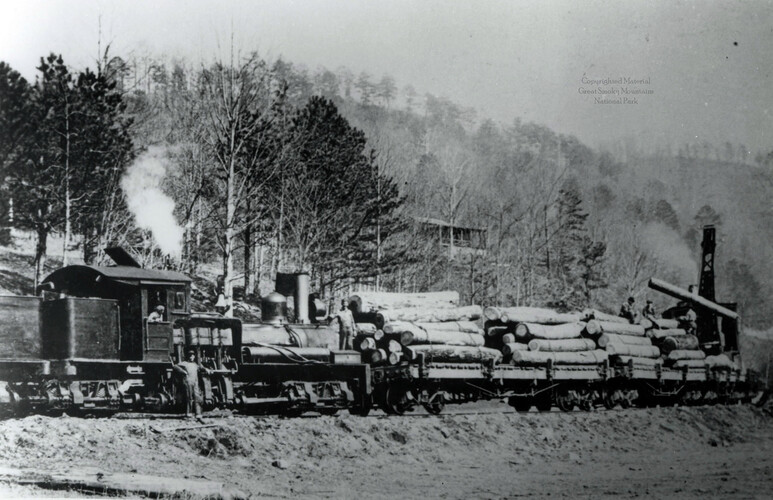 Copyrighted Material
Great Smoky Mountains
National Park